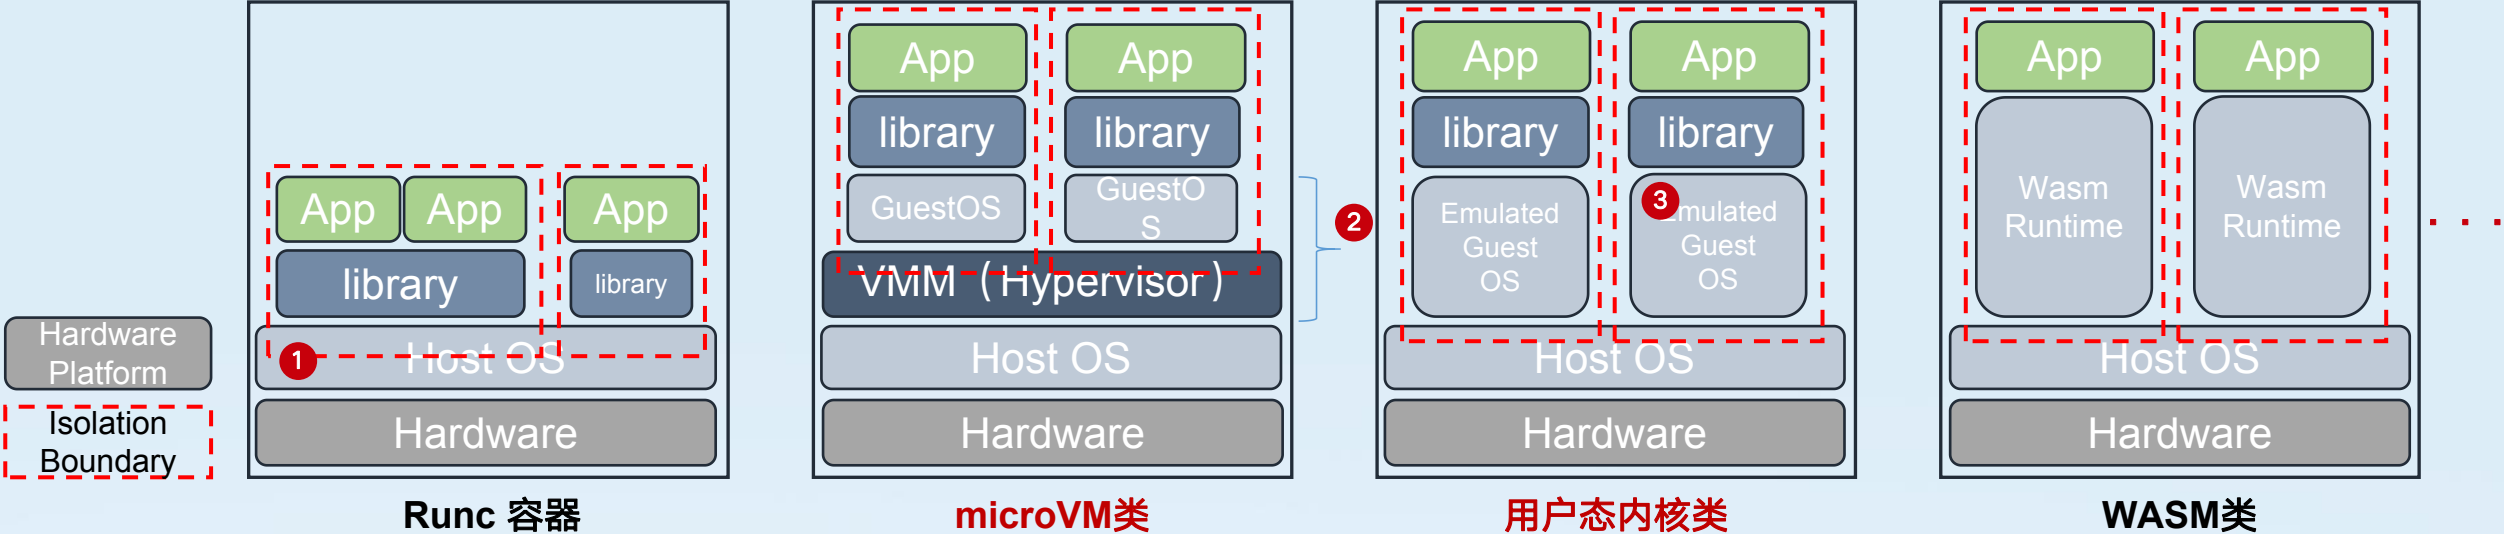 Hardware
Platform
Isolation
Boundary
App
App
App
library
library
1
Host OS
Hardware
Runc 容器
App
App
library
library
GuestOS
GuestO
S
VMM（Hypervisor）
Host OS
Hardware
microVM类
2
App
App
library
library
Emulated
Guest
OS
3
mulated
Guest
OS
Host OS
Hardware
用户态内核类
App
App
Wasm
Runtime
Wasm
Runtime
Host OS
Hardware
WASM类
...